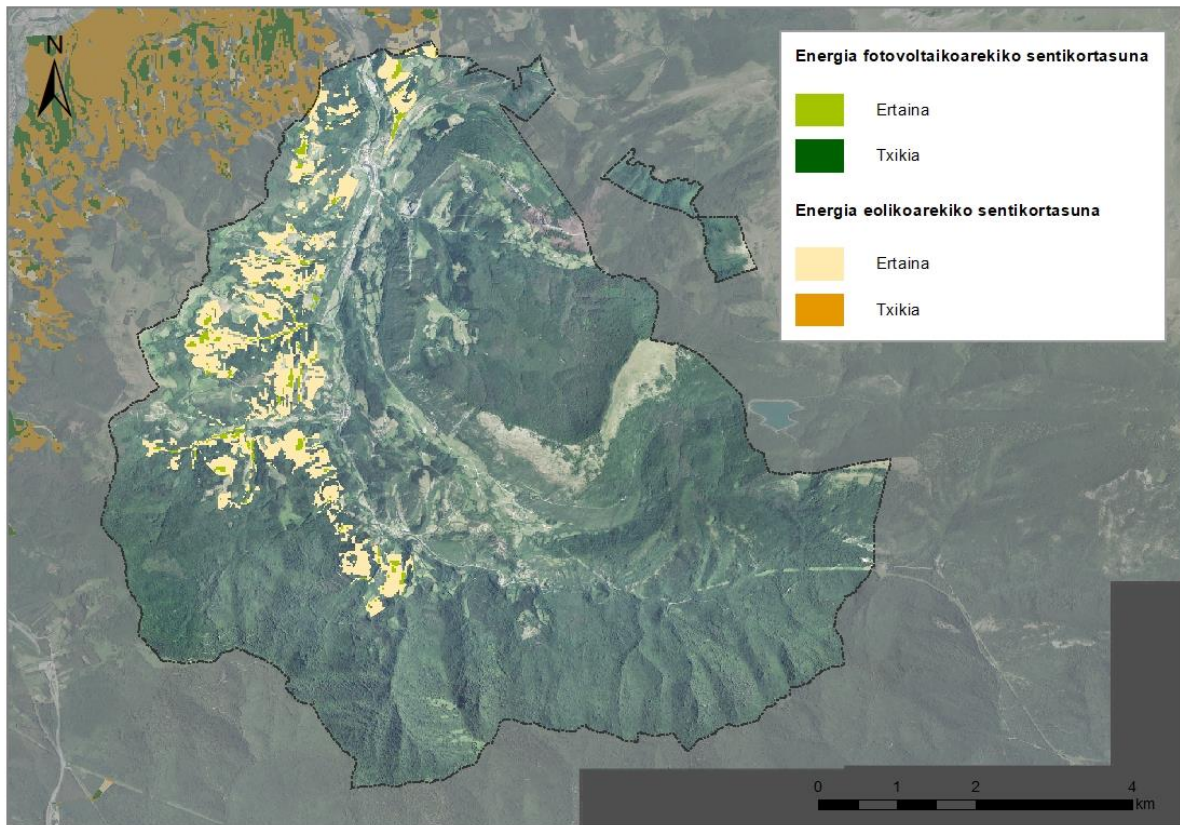 N
Energia fotovoltaikoarekiko sentikortasuna
Ertaina
Txikia
Energia eolikoarekiko sentikortasuna
Ertaina
Txikia
0 1 2 4
km